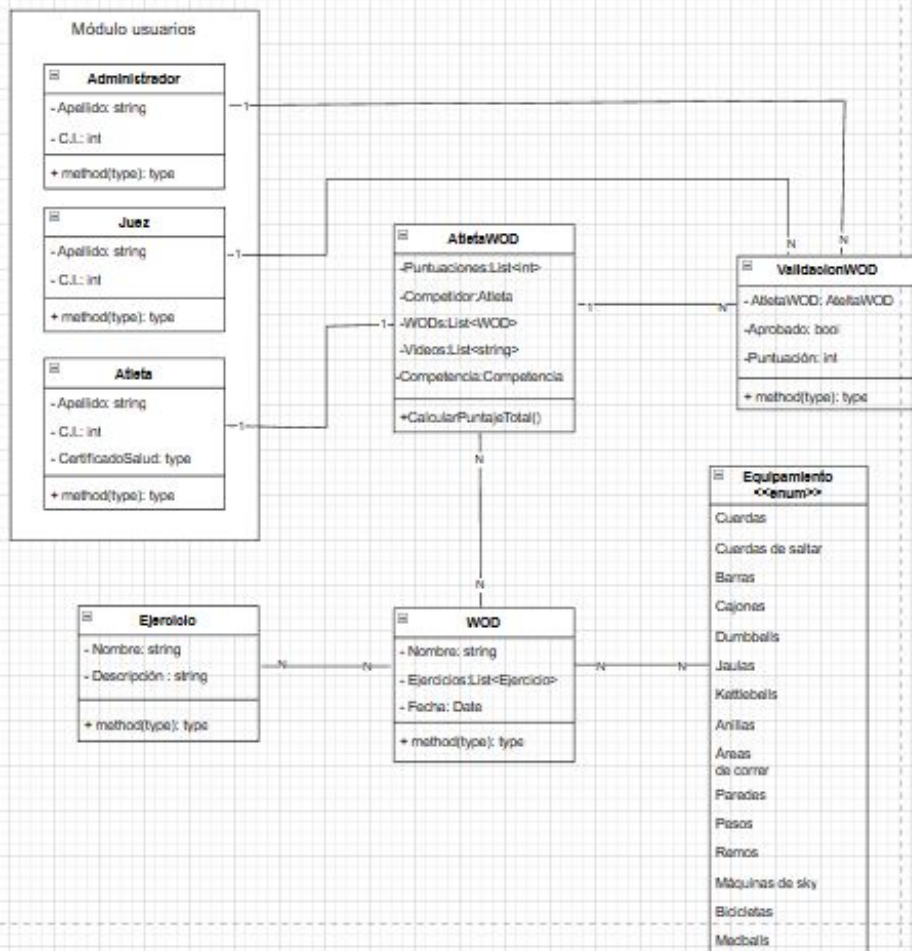 Módulo usuarios
Administrador
- Apellido: string
- C.I.: int
+ method(type): type
1
Juez
- Apellido: string
- C.I.: int
+ method(type): type
1
Atleta
- Apellido: string
- C.I.: int
- CertificadoSalud: type
+ method(type): type
1
1
AtletaWOD
-Puntuaciones:List<int>
-Competidor:Atleta
-WODs:List<WOD>
-Videos:List<string>
-Competencia:Competencia
+CalcularPuntajeTotal()
1
N
N
N
ValidacionWOD
- AtletaWOD: AteltaWOD
-Aprobado: bool
-Puntuación: int
+ method(type): type
N
N
Ejercicio
- Nombre: string
- Descripción : string
+ method(type): type
N
N
WOD
- Nombre: string
- Ejercicios:List<Ejercicio>
- Fecha: Date
+ method(type): type
N
N
Equipamiento
<<enum>>
Cuerdas
Cuerdas de saltar
Barras
Cajones
Dumbbells
Jaulas
Kettlebells
Anillas
Áreas
de correr
Paredes
Pesos
Remos
Máquinas de sky
Bicicletas
Medballs